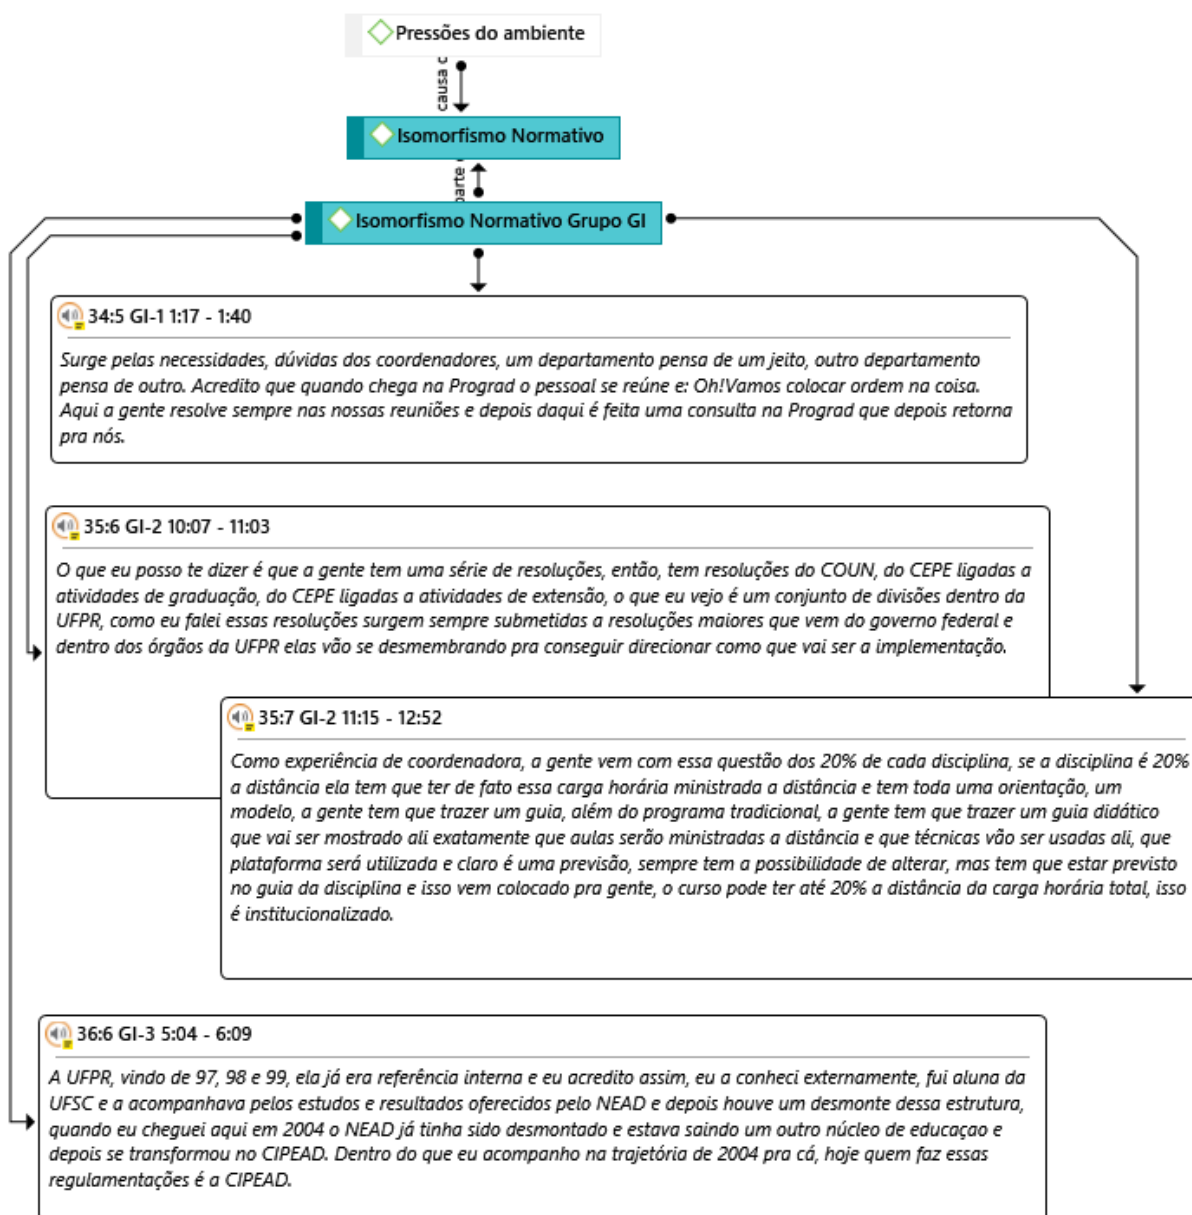 Pressões do ambiente
causa
Isomorfismo Normativo
parte
Isomorfismo Normativo Grupo GI
34:5 GI-1 1:17 - 1:40
Surge pelas necessidades, dúvidas dos coordenadores, um departamento pensa de um jeito, outro departamento
pensa de outro. Acredito que quando chega na Prograd o pessoal se reúne e: Oh!Vamos colocar ordem na coisa.
Aqui a gente resolve sempre nas nossas reuniões e depois daqui é feita uma consulta na Prograd que depois retorna
pra nós.
35:6 GI-2 10:07 - 11:03
O que eu posso te dizer é que a gente tem uma série de resoluções, então, tem resoluções do COUN, do CEPE ligadas a
atividades de graduação, do CEPE ligadas a atividades de extensão, o que eu vejo é um conjunto de divisões dentro da
UFPR, como eu falei essas resoluções surgem sempre submetidas a resoluções maiores que vem do governo federal e
dentro dos órgãos da UFPR elas vão se desmembrando pra conseguir direcionar como que vai ser a implementação.
35:7 GI-2 11:15 - 12:52
Como experiência de coordenadora, a gente vem com essa questão dos 20% de cada disciplina, se a disciplina é 20%
a distância ela tem que ter de fato essa carga horária ministrada a distância e tem toda uma orientação, um
modelo, a gente tem que trazer um guia, além do programa tradicional, a gente tem que trazer um guia didático
que vai ser mostrado ali exatamente que aulas serão ministradas a distância e que técnicas vão ser usadas ali, que
plataforma será utilizada e claro é uma previsão, sempre tem a possibilidade de alterar, mas tem que estar previsto
no guia da disciplina e isso vem colocado pra gente, o curso pode ter até 20% a distância da carga horária total, isso
é institucionalizado.
36:6 GI-3 5:04 - 6:09
A UFPR, vindo de 97, 98 e 99, ela já era referência interna e eu acredito assim, eu a conheci externamente, fui aluna da
UFSC e a acompanhava pelos estudos e resultados oferecidos pelo NEAD e depois houve um desmonte dessa estrutura,
quando eu cheguei aqui em 2004 o NEAD já tinha sido desmontado e estava saindo um outro núcleo de educaçao e
depois se transformou no CIPEAD. Dentro do que eu acompanho na trajetória de 2004 pra cá, hoje quem faz essas
regulamentações é a CIPEAD.